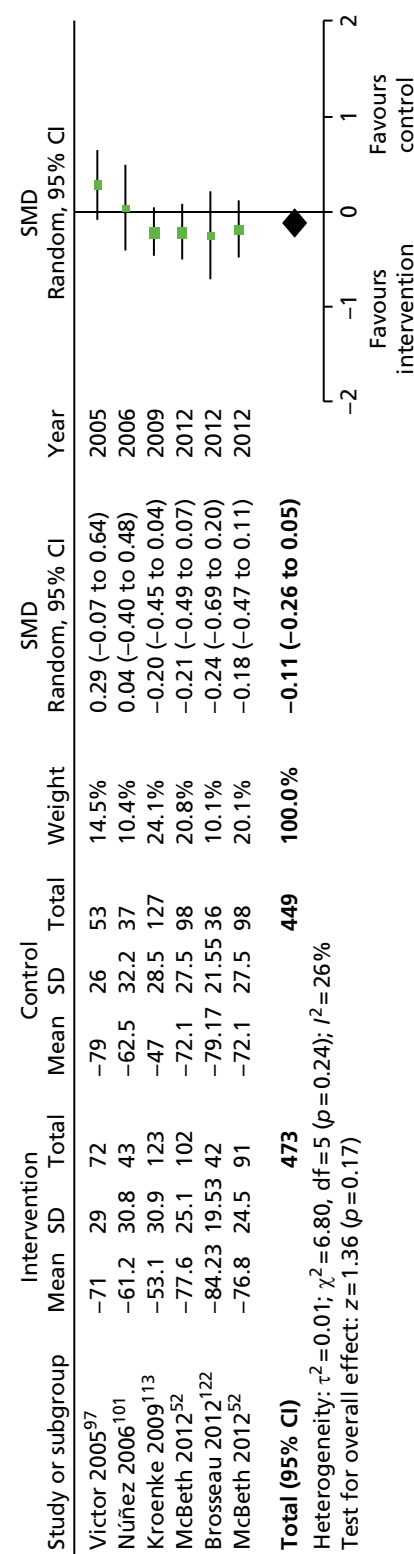 Intervention Control SMD SMD
Study or subgroup Mean SD Total Mean SD Total Weight Random, 95% CI Year Random, 95% CI
Victor 2005⁹⁷ −71 29 72 −79 26 53 14.5% 0.29 (−0.07 to 0.64) 2005
Núñez 2006¹⁰¹ −61.2 30.8 43 −62.5 32.2 37 10.4% 0.04 (−0.40 to 0.48) 2006
Kroenke 2009¹¹³ −53.1 30.9 123 −47 28.5 127 24.1% −0.20 (−0.45 to 0.04) 2009
McBeth 2012⁵² −77.6 25.1 102 −72.1 27.5 98 20.8% −0.21 (−0.49 to 0.07) 2012
Brosseau 2012¹²² −84.23 19.53 42 −79.17 21.55 36 10.1% −0.24 (−0.69 to 0.20) 2012
McBeth 2012⁵² −76.8 24.5 91 −72.1 27.5 98 20.1% −0.18 (−0.47 to 0.11) 2012
Total (95% CI) 473 449 100.0% −0.11 (−0.26 to 0.05)
Heterogeneity: τ²=0.01; χ²=6.80, df=5 (p=0.24); I²=26%
Test for overall effect: z=1.36 (p=0.17)
−2 −1 0 1 2
Favours Favours
intervention control